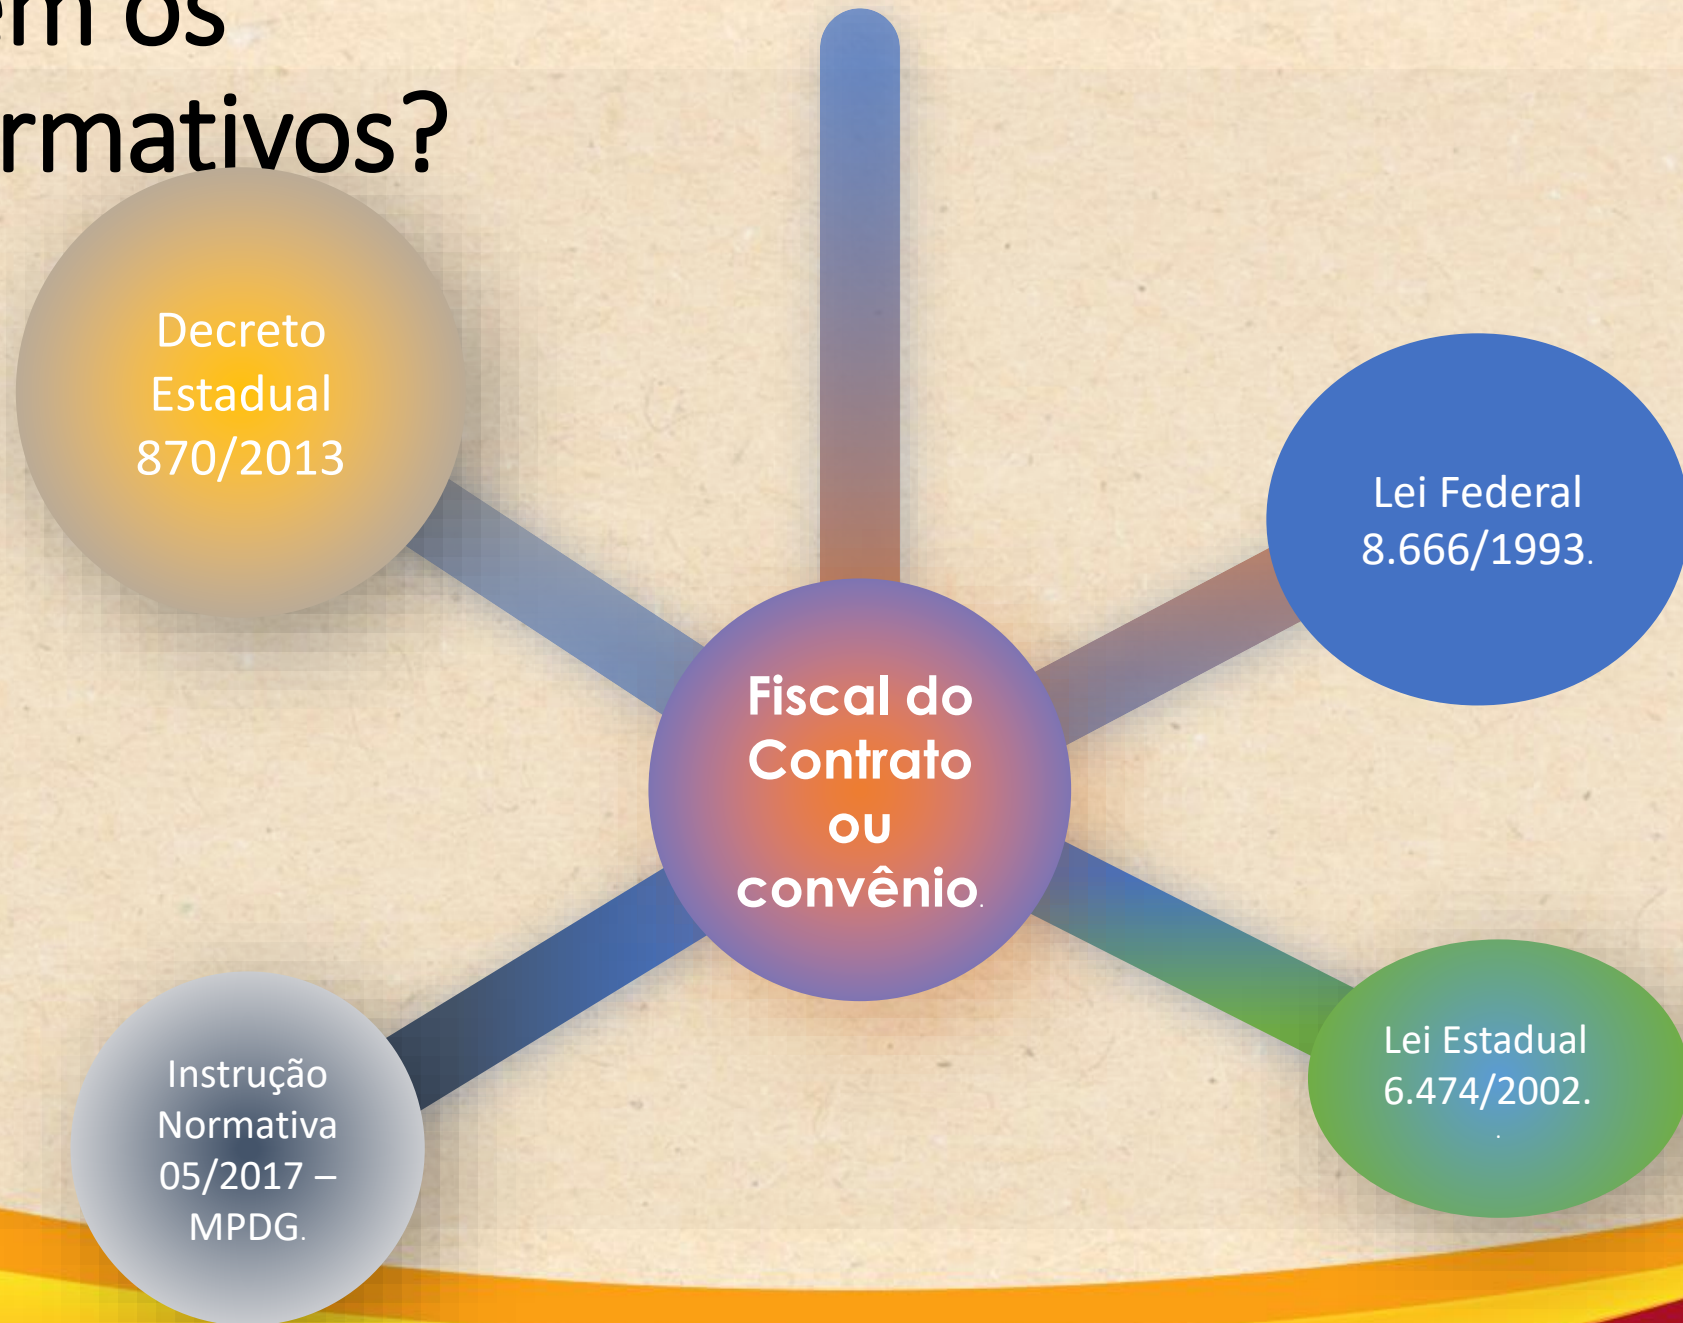 os
?
Decreto
Estadual
870/2013
Lei Federal
8.666/1993.
Fiscal do
Contrato
ou
convênio.
Instrução
Normativa
05/2017 –
MPDG.
Lei Estadual
6.474/2002.
.